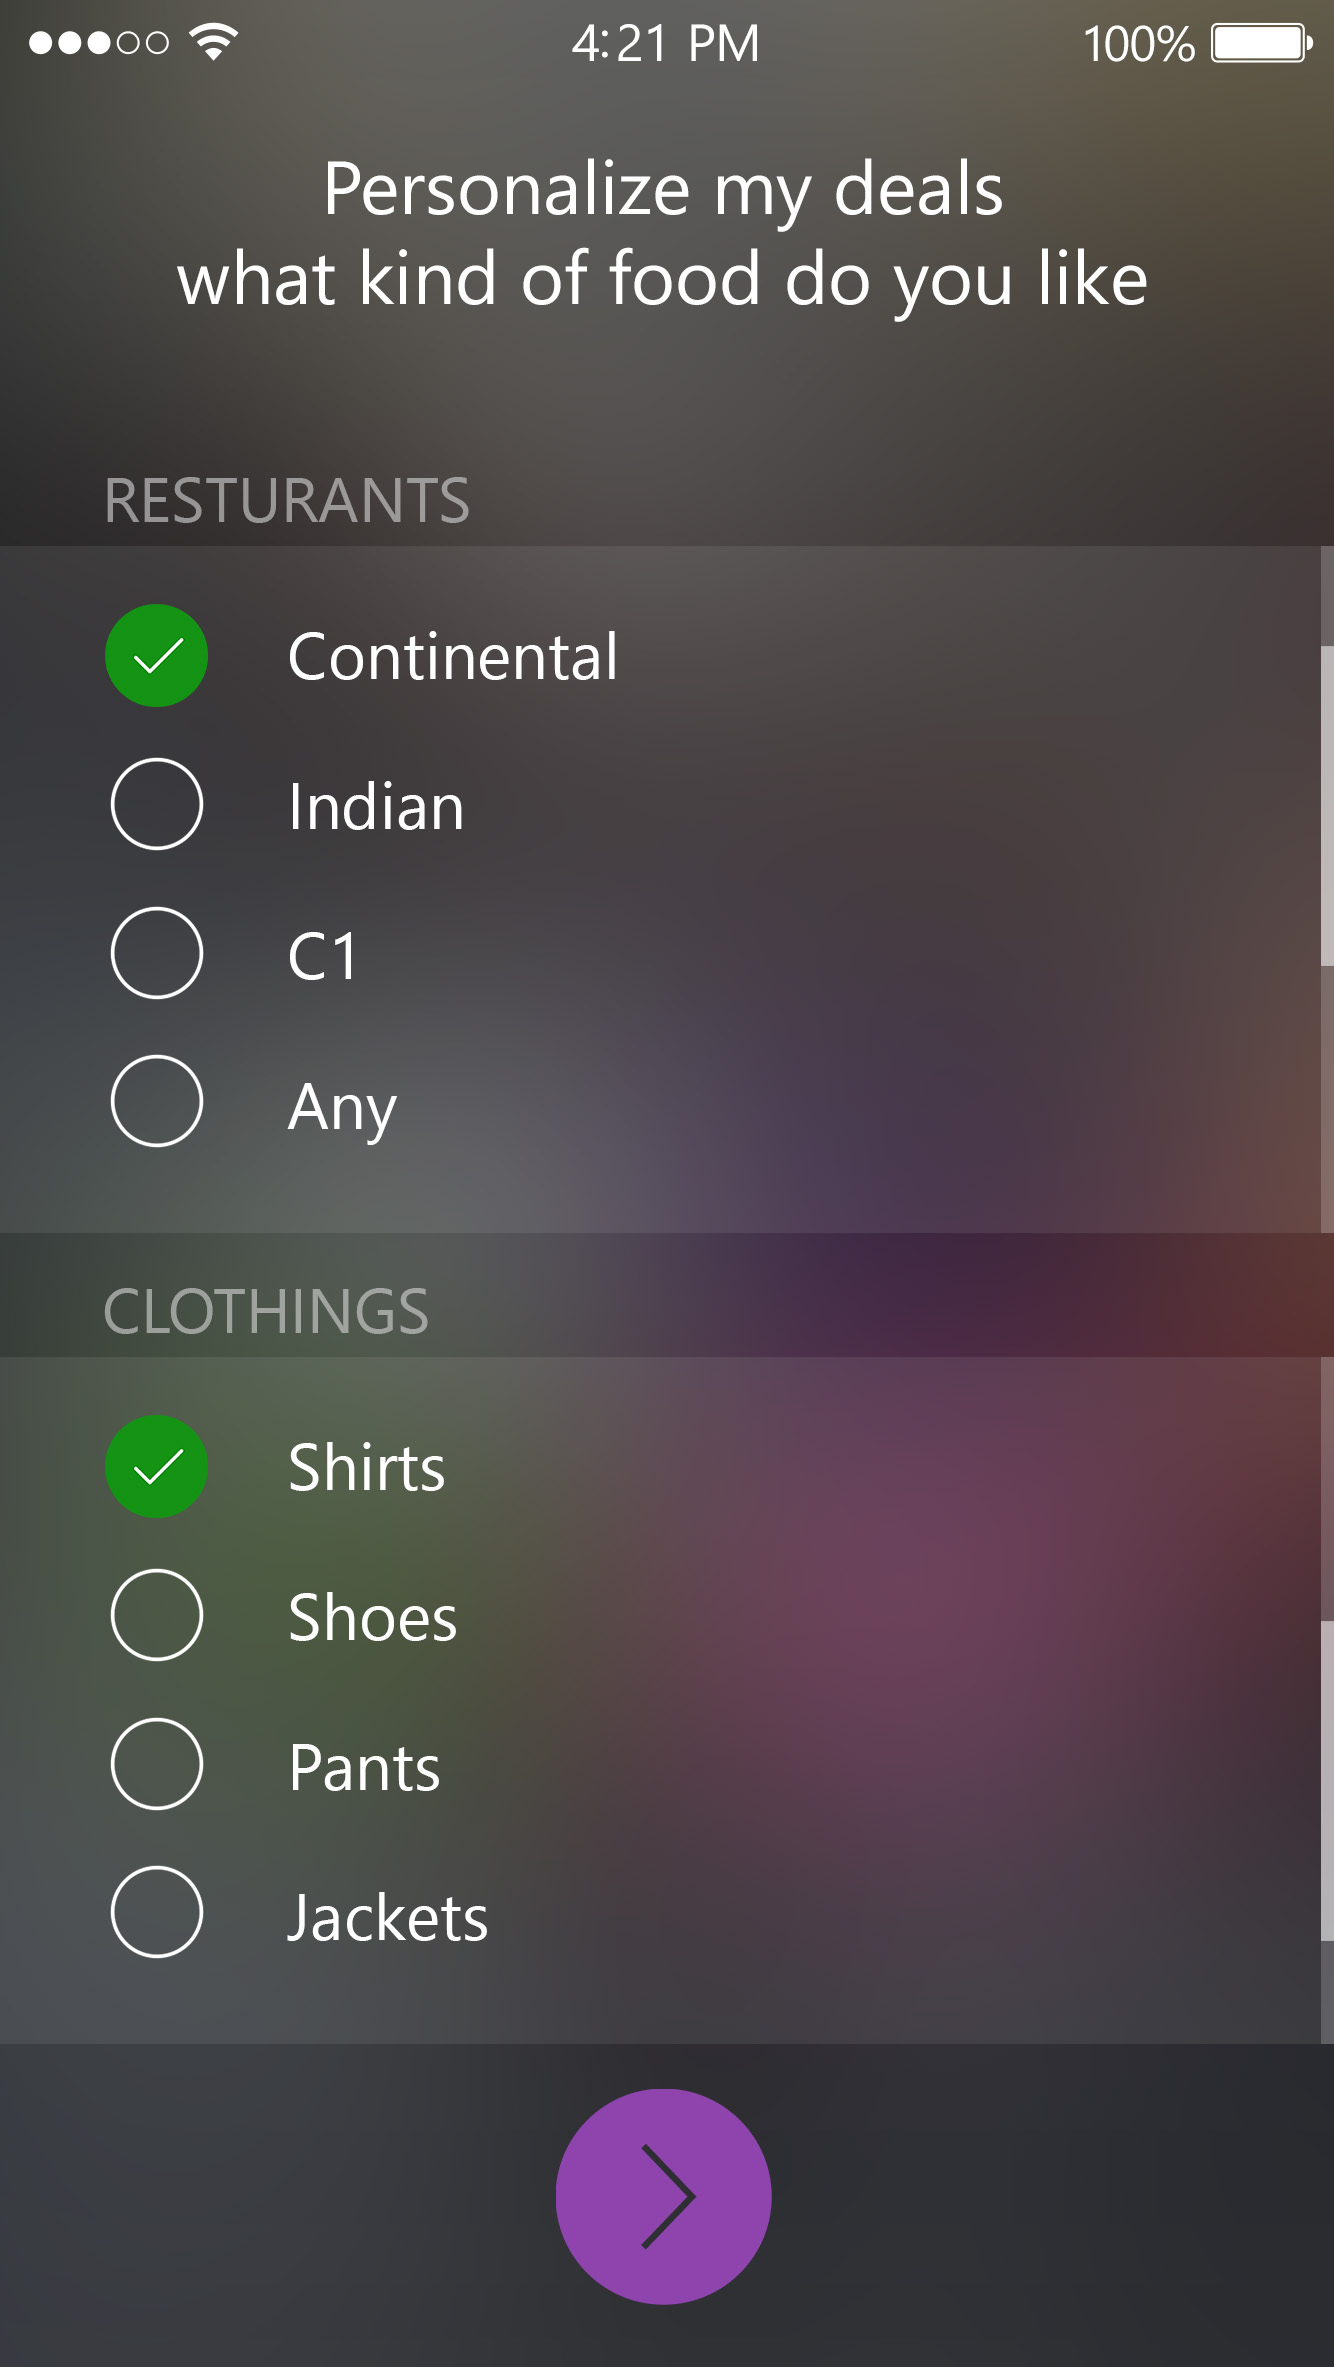 4:21 PM
100%
Personalize my deals
what kind of food do you like
RESTURANTS
Continental
Indian
C1
Any
CLOTHINGS
Shirts
Shoes
Pants
Jackets